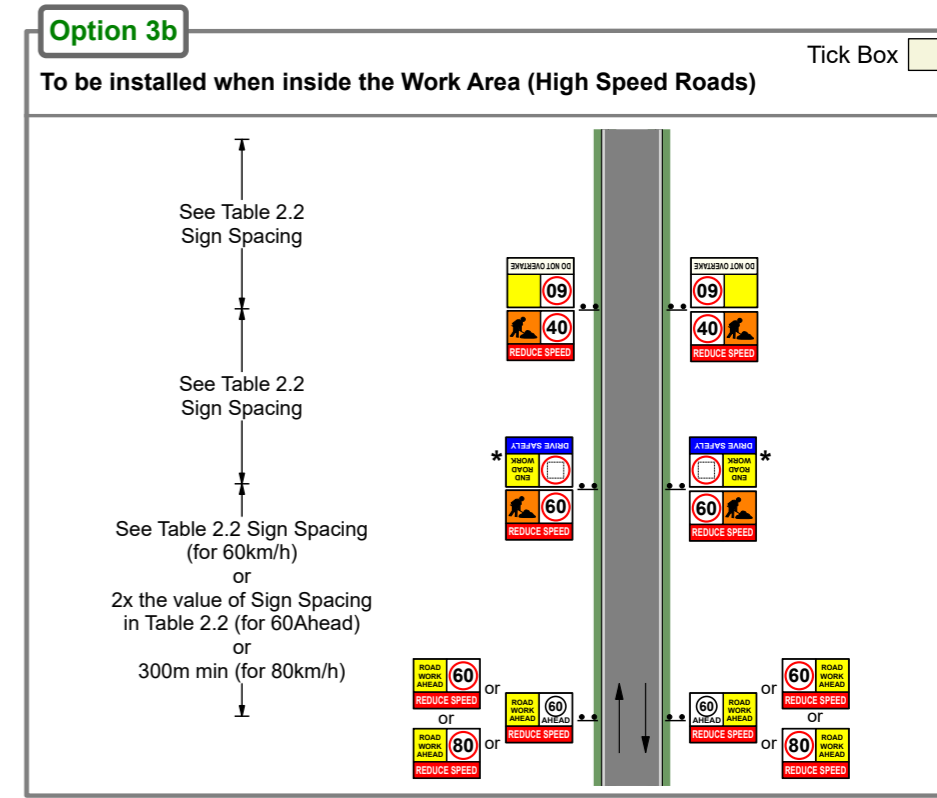 Option 3b
Tick Box
To be installed when inside the Work Area (High Speed Roads)
See Table 2.2
Sign Spacing
DO NOT OVERTAKE
60
40
REDUCE SPEED
DO NOT OVERTAKE
60
40
REDUCE SPEED
See Table 2.2
Sign Spacing
DRIVE SAFELY
END
ROAD
WORK
60
REDUCE SPEED
*
DRIVE SAFELY
END
ROAD
WORK
60
REDUCE SPEED
*
See Table 2.2 Sign Spacing
(for 60km/h)
or
2x the value of Sign Spacing
in Table 2.2 (for 60Ahead)
or
300m min (for 80km/h)
ROAD
WORK
AHEAD
60
REDUCE SPEED
or
or
ROAD
WORK
AHEAD
80
REDUCE SPEED
or
ROAD
WORK
AHEAD
60
AHEAD
REDUCE SPEED
60
AHEAD
ROAD
WORK
AHEAD
REDUCE SPEED
or
60
ROAD
WORK
AHEAD
REDUCE SPEED
or
or
80
ROAD
WORK
AHEAD
REDUCE SPEED